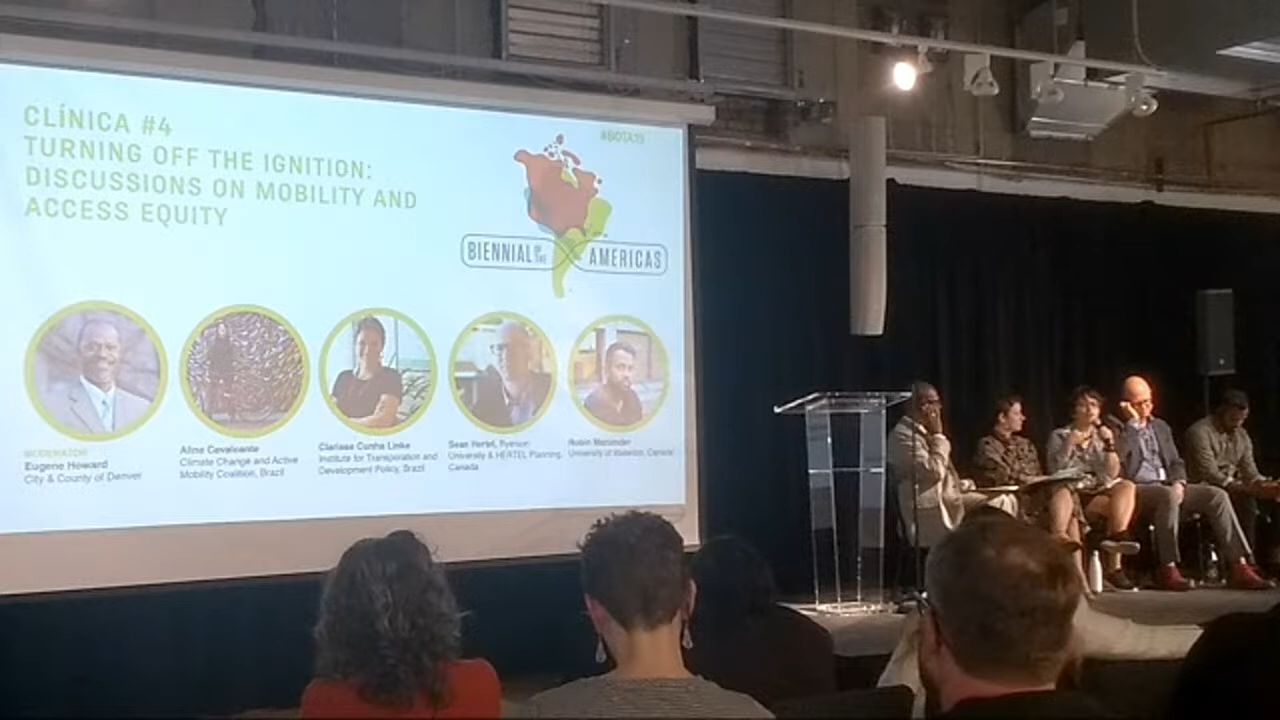 CLÍNICA #4
TURNING OFF THE IGNITION:
DISCUSSIONS ON MOBILITY AND
ACCESS EQUITY
#BOTA19
BIENNIAL OF THE AMERICAS
MODERATOR
Eugene Howard
City & County of Denver
Aline Cavalcante
Climate Change and Active
Mobility Coalition, Brazil
Clarisse Cunha Linke
Institute for Transporation and
Development Policy, Brazil
Sean Hertel, Ryerson
University & HERTEL Planning,
Canada
Robin Mazumder
University of Waterloo, Canada